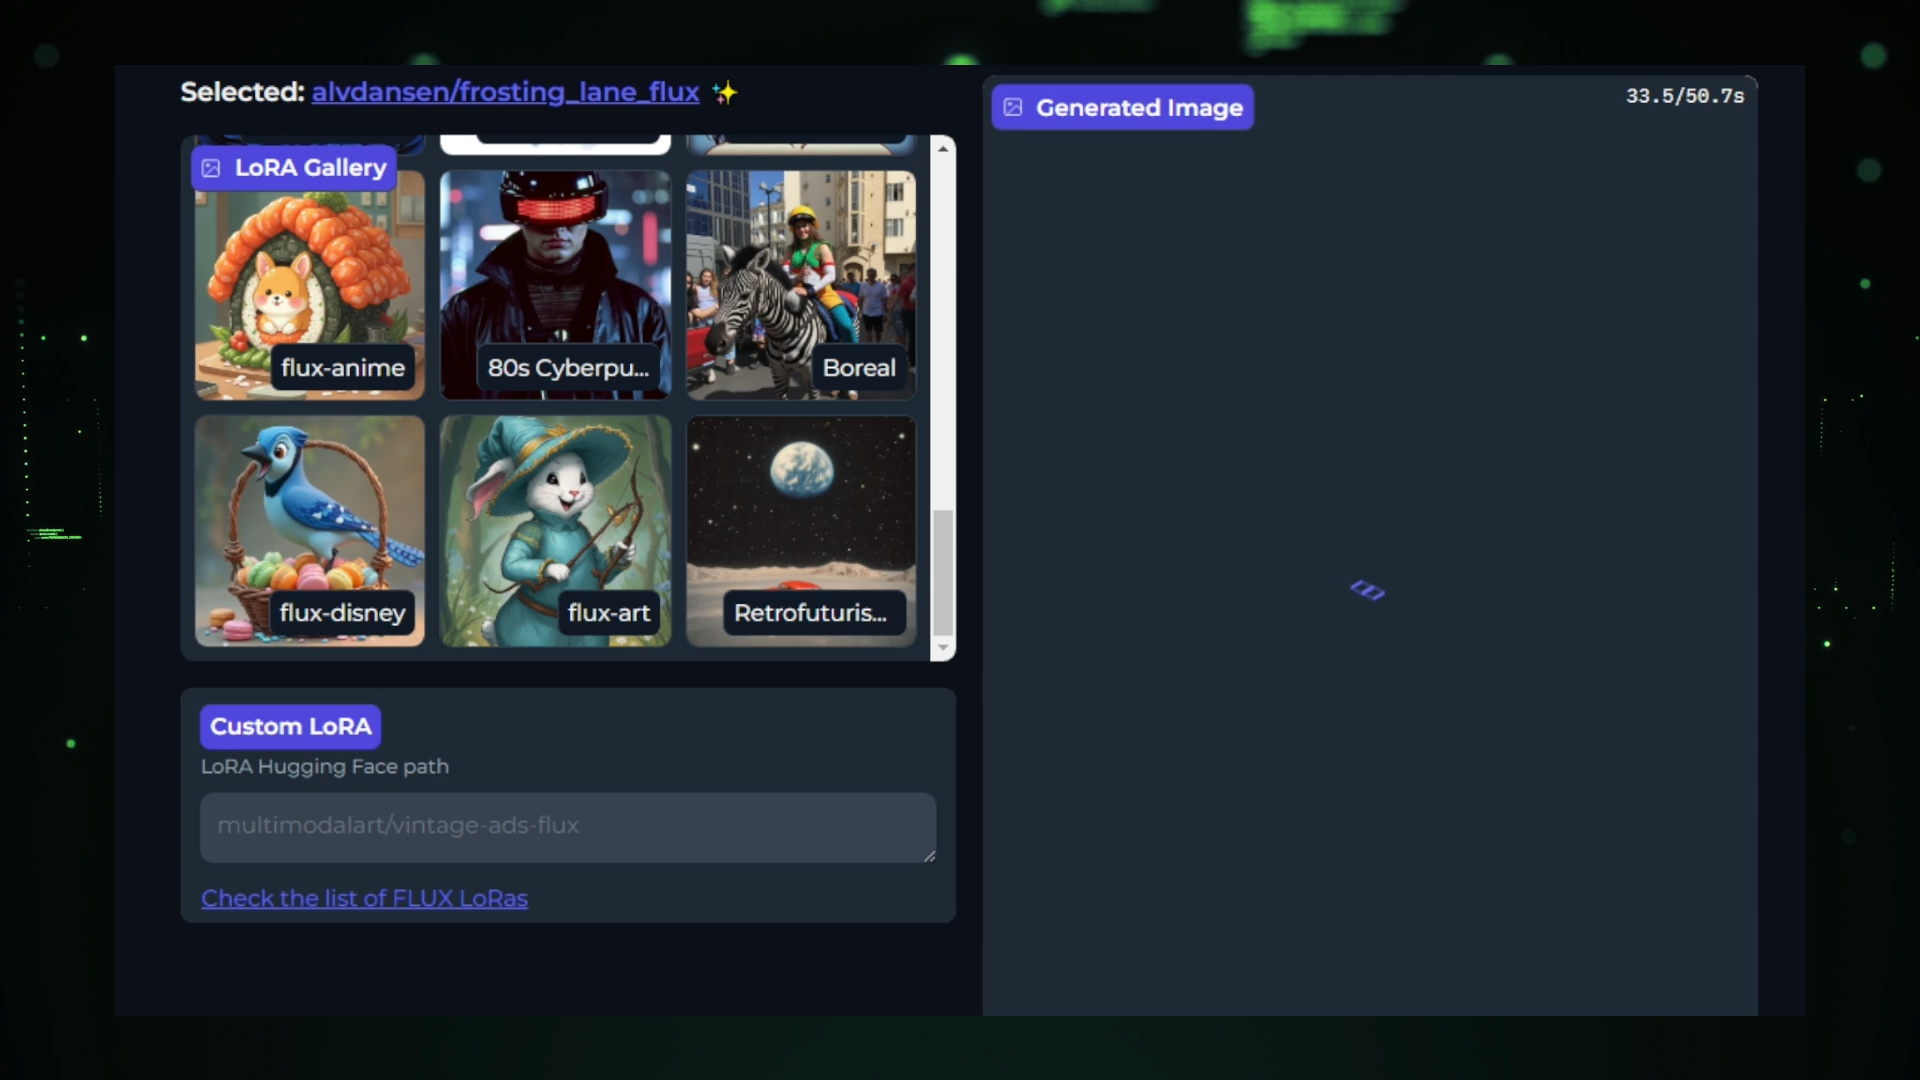 Selected: alvdansen/frosting_lane_flux ✨
LoRA Gallery
flux-anime
80s Cyberpu...
Boreal
flux-disney
flux-art
Retrofuturis...
Custom LoRA
LoRA Hugging Face path
multimodalart/vintage-ads-flux
Check the list of FLUX LoRas
Generated Image
33.5/50.7s